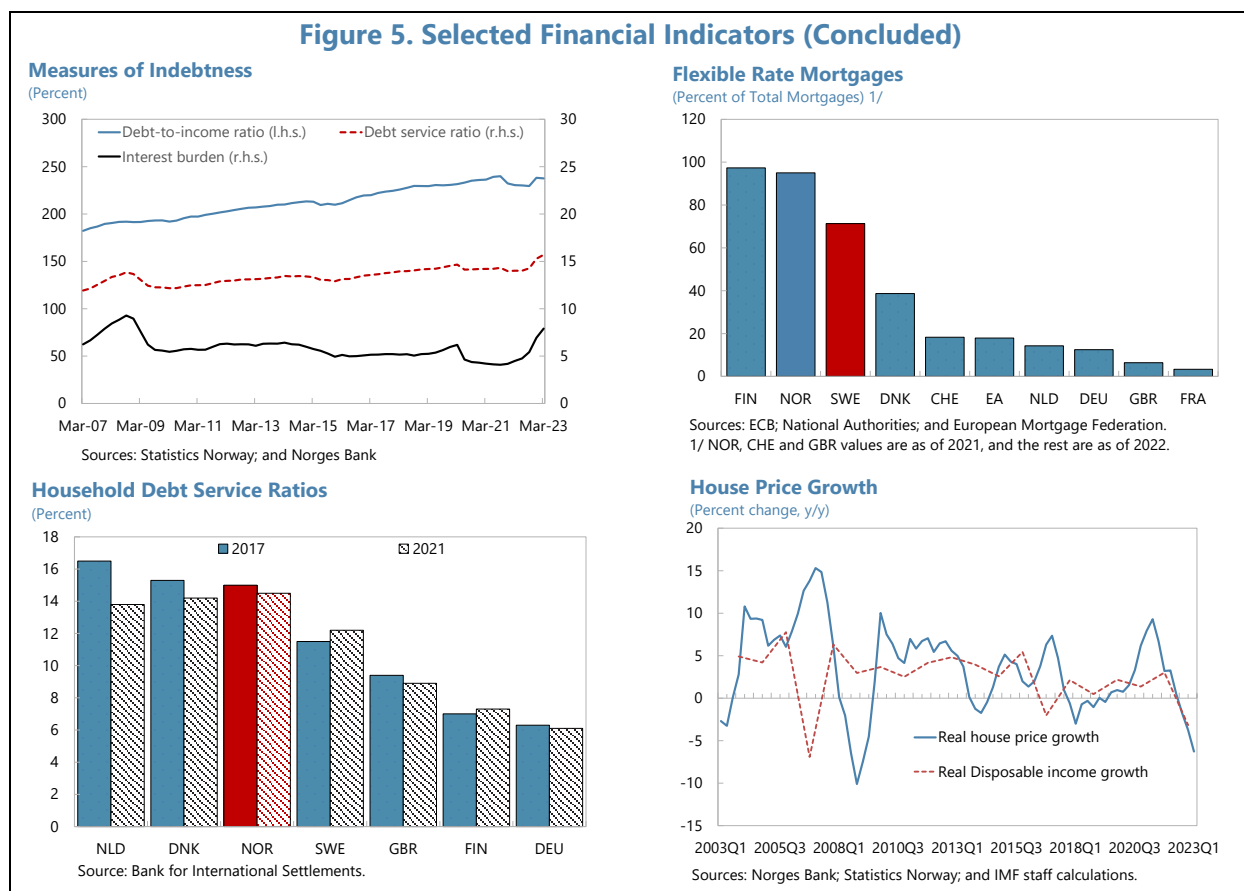 Figure 5. Selected Financial Indicators (Concluded)
Measures of Indebtness
(Percent)
300
250
200
150
100
50
0
30
25
20
15
10
5
0
Debt-to-income ratio (l.h.s.)
Debt service ratio (r.h.s.)
Interest burden (r.h.s.)
Mar-07 Mar-09 Mar-11 Mar-13 Mar-15 Mar-17 Mar-19 Mar-21 Mar-23
Sources: Statistics Norway; and Norges Bank
Flexible Rate Mortgages
(Percent of Total Mortgages) 1/
120
100
80
60
40
20
0
FIN NOR SWE DNK CHE EA NLD DEU GBR FRA
Sources: ECB; National Authorities; and European Mortgage Federation.
1/ NOR, CHE and GBR values are as of 2021, and the rest are as of 2022.
Household Debt Service Ratios
(Percent)
18
16
14
12
10
8
6
4
2
0
2017 2021
NLD DNK NOR SWE GBR FIN DEU
Source: Bank for International Settlements.
House Price Growth
(Percent change, y/y)
20
15
10
5
0
-5
-10
-15
Real house price growth
Real Disposable income growth
2003Q1 2005Q3 2008Q1 2010Q3 2013Q1 2015Q3 2018Q1 2020Q3 2023Q1
Sources: Norges Bank; Statistics Norway; and IMF staff calculations.